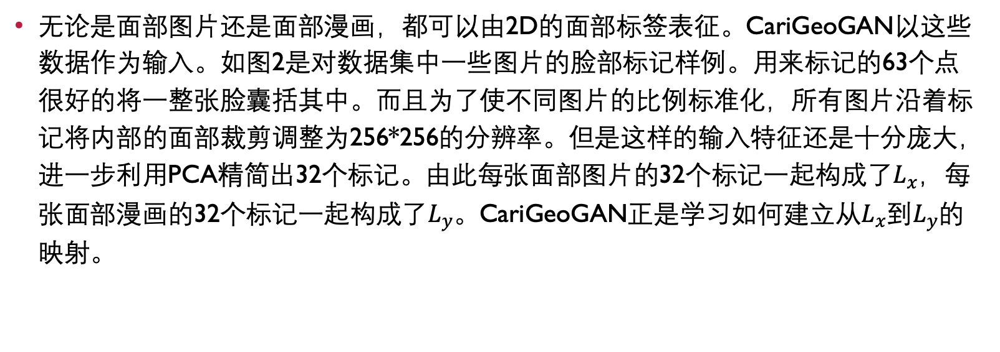 • 无论是面部图片还是面部漫画，都可以由2D的面部标签表征。CariGeoGAN以这些
数据作为输入。如图2是对数据集中一些图片的脸部标记样例。用来标记的63个点
很好的将一整张脸囊括其中。而且为了使不同图片的比例标准化，所有图片沿着标
记将内部的面部裁剪调整为256*256的分辨率。但是这样的输入特征还是十分庞大，
进一步利用PCA精简出32个标记。由此每张面部图片的32个标记一起构成了Lₓ，每
张面部漫画的32个标记一起构成了L_y。CariGeoGAN正是学习如何建立从Lₓ到L_y的
映射。